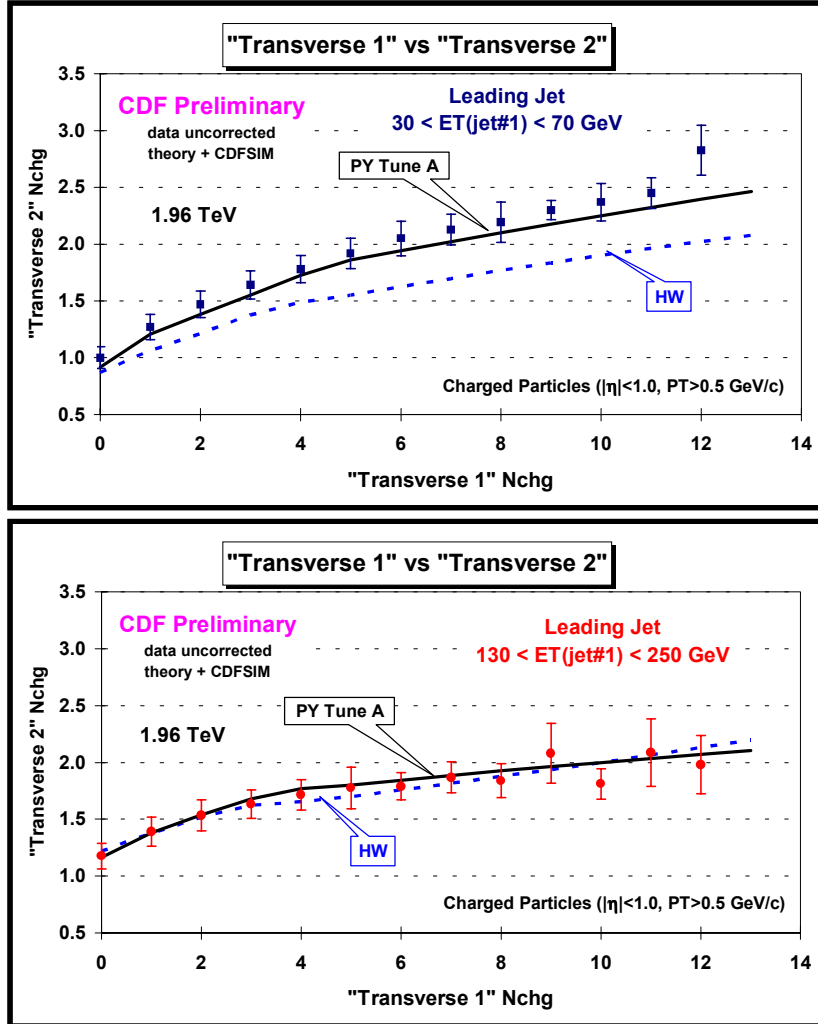 "Transverse 1" vs "Transverse 2"
3.5
3.0
2.5
2.0
1.5
1.0
0.5
"Transverse 2" Nchg
CDF Preliminary
data uncorrected
theory + CDFSIM
1.96 TeV
Leading Jet
30 < ET(jet#1) < 70 GeV
PY Tune A
HW
Charged Particles (|η|<1.0, PT>0.5 GeV/c)
0 2 4 6 8 10 12 14
"Transverse 1" Nchg
"Transverse 1" vs "Transverse 2"
3.5
3.0
2.5
2.0
1.5
1.0
0.5
"Transverse 2" Nchg
CDF Preliminary
data uncorrected
theory + CDFSIM
1.96 TeV
Leading Jet
130 < ET(jet#1) < 250 GeV
PY Tune A
HW
Charged Particles (|η|<1.0, PT>0.5 GeV/c)
0 2 4 6 8 10 12 14
"Transverse 1" Nchg